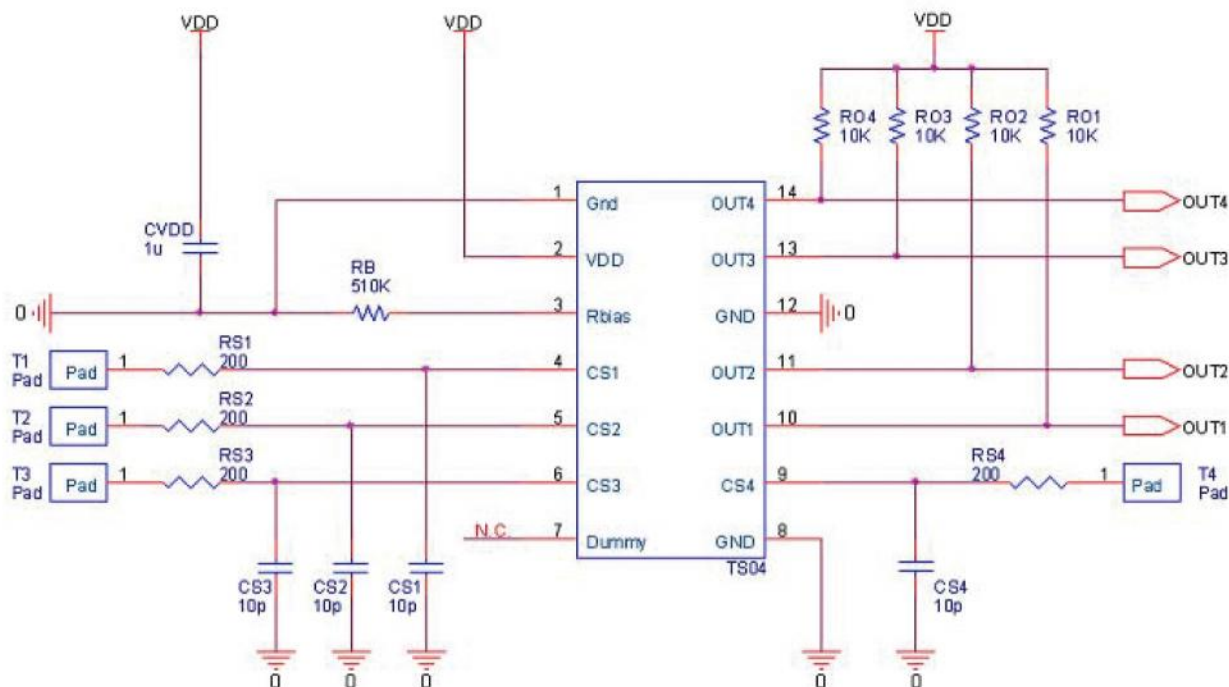 VDD
VDD
VDD
RO4
10K
RO3
10K
RO2
10K
RO1
10K
CVDD
1u
0
RB
510K
1
Gnd
2
VDD
3
Rbias
4
CS1
5
CS2
6
CS3
7
Dummy
N.C.
14
OUT4
13
OUT3
12
GND
0
11
OUT2
10
OUT1
9
CS4
8
GND
TS04
OUT4
OUT3
OUT2
OUT1
T1
Pad
Pad
1
RS1
200
T2
Pad
Pad
1
RS2
200
T3
Pad
Pad
1
RS3
200
RS4
200
1
Pad
T4
Pad
CS3
10p
CS2
10p
CS1
10p
CS4
10p
0
0
0
0
0